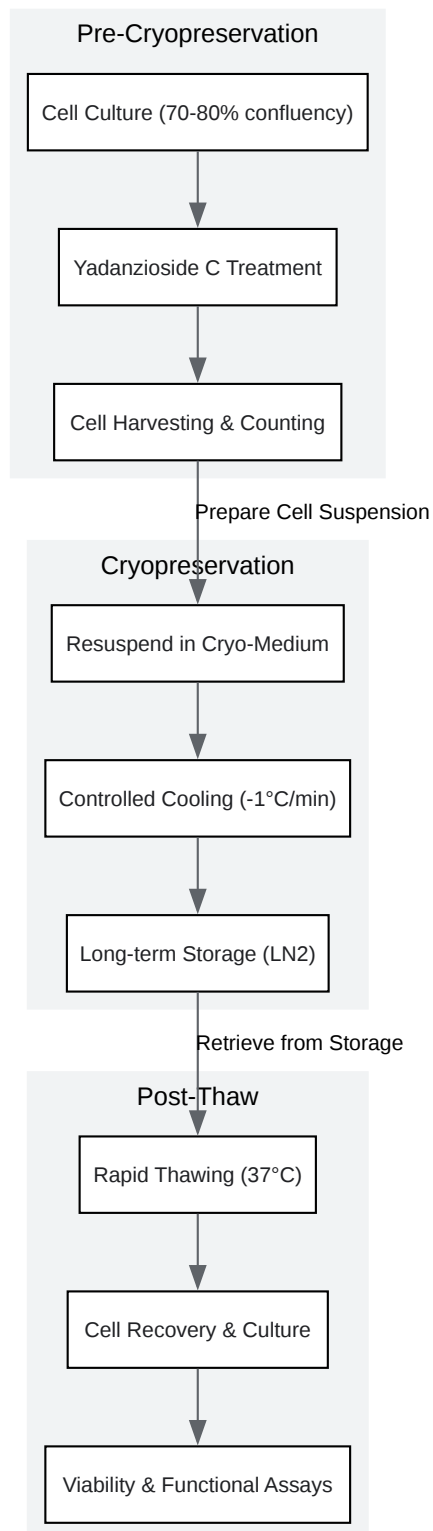 Pre-Cryopreservation
Cell Culture (70-80% confluency)
Yadanzioside C Treatment
Cell Harvesting & Counting
Prepare Cell Suspension
Cryopreservation
Resuspend in Cryo-Medium
Controlled Cooling (-1°C/min)
Long-term Storage (LN2)
Retrieve from Storage
Post-Thaw
Rapid Thawing (37°C)
Cell Recovery & Culture
Viability & Functional Assays